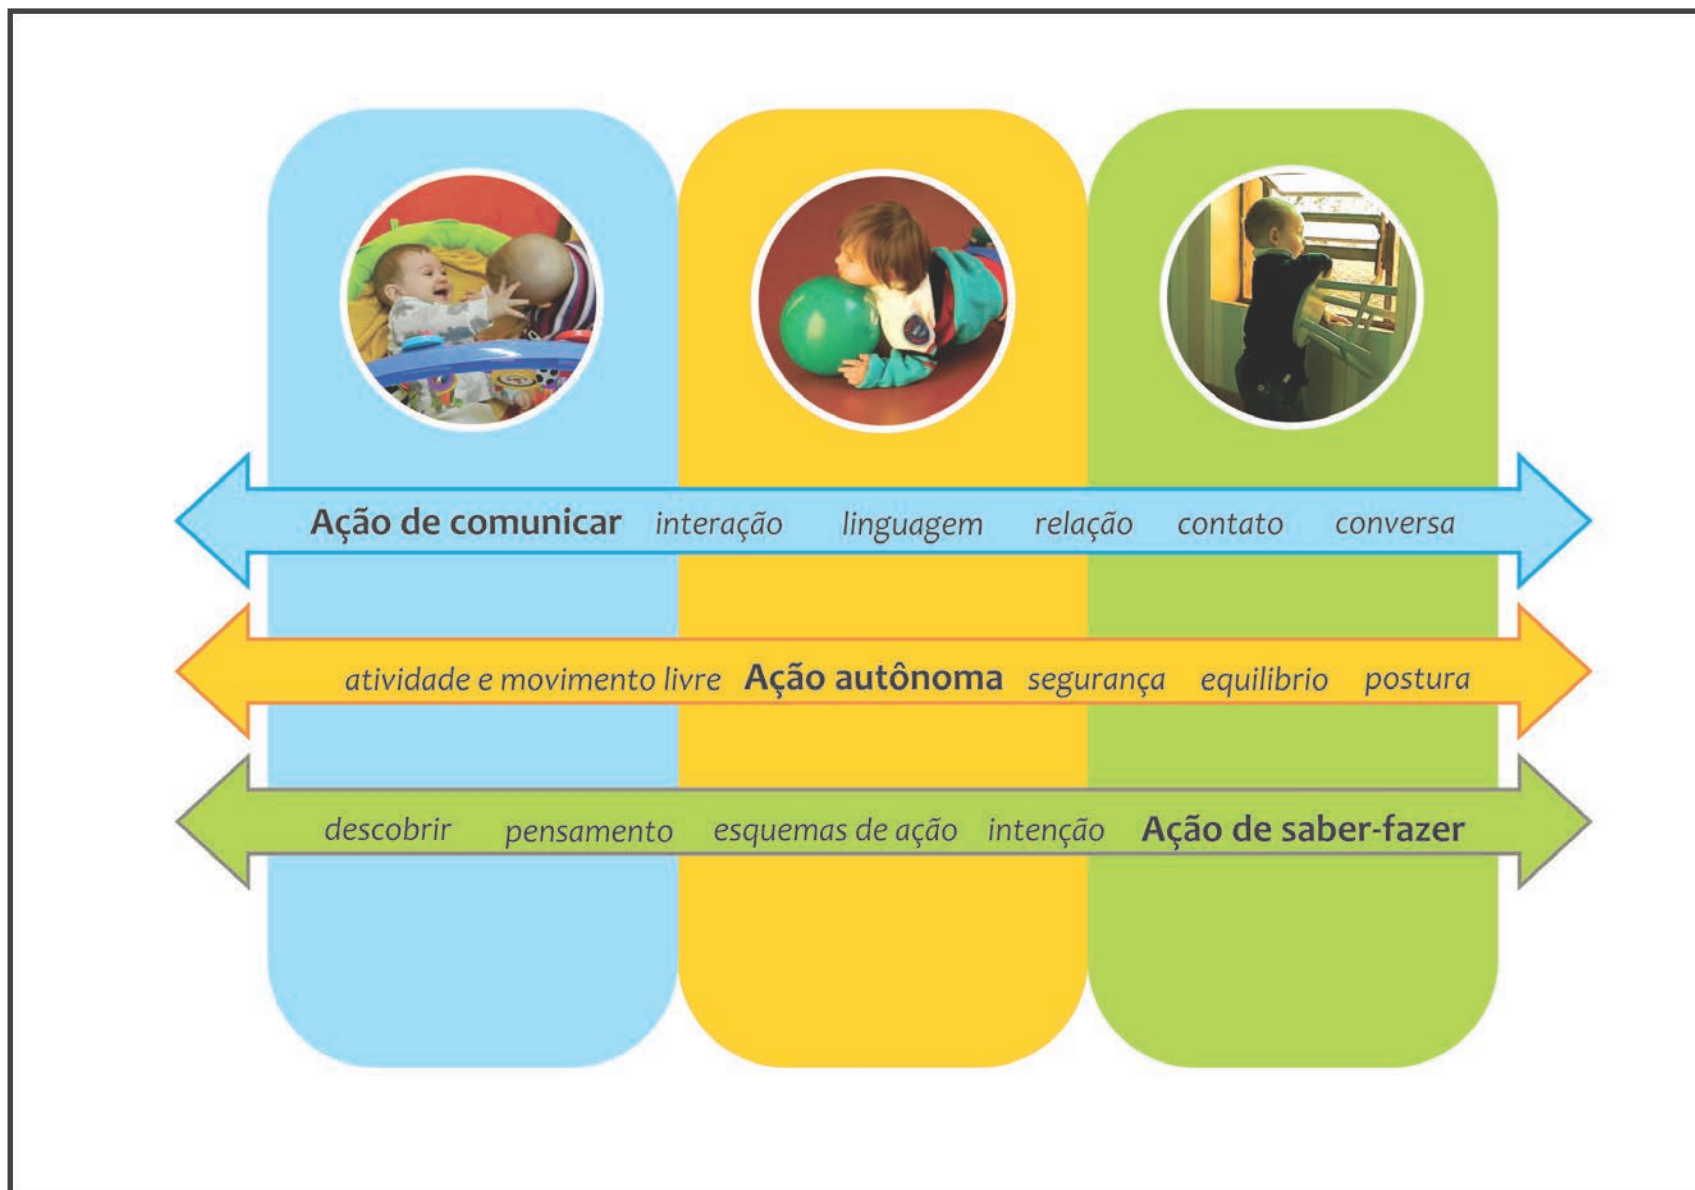 Ação de comunicar interação linguagem relação contato conversa
atividade e movimento livre Ação autônoma segurança equilibrio postura
descobrir pensamento esquemas de ação intenção Ação de saber-fazer